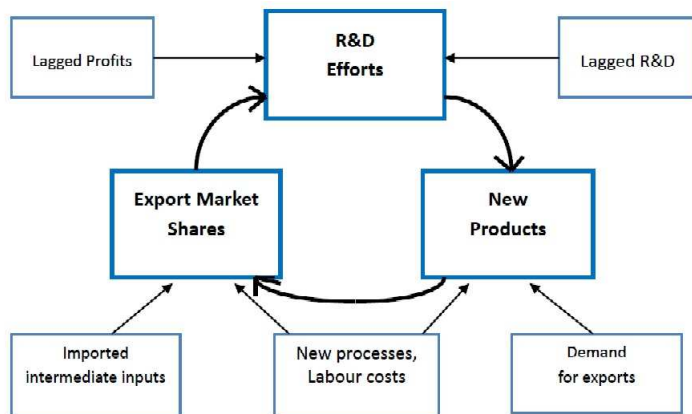 R&D
Efforts
Lagged Profits
Lagged R&D
Export Market
Shares
New
Products
Imported
intermediate inputs
New processes,
Labour costs
Demand
for exports